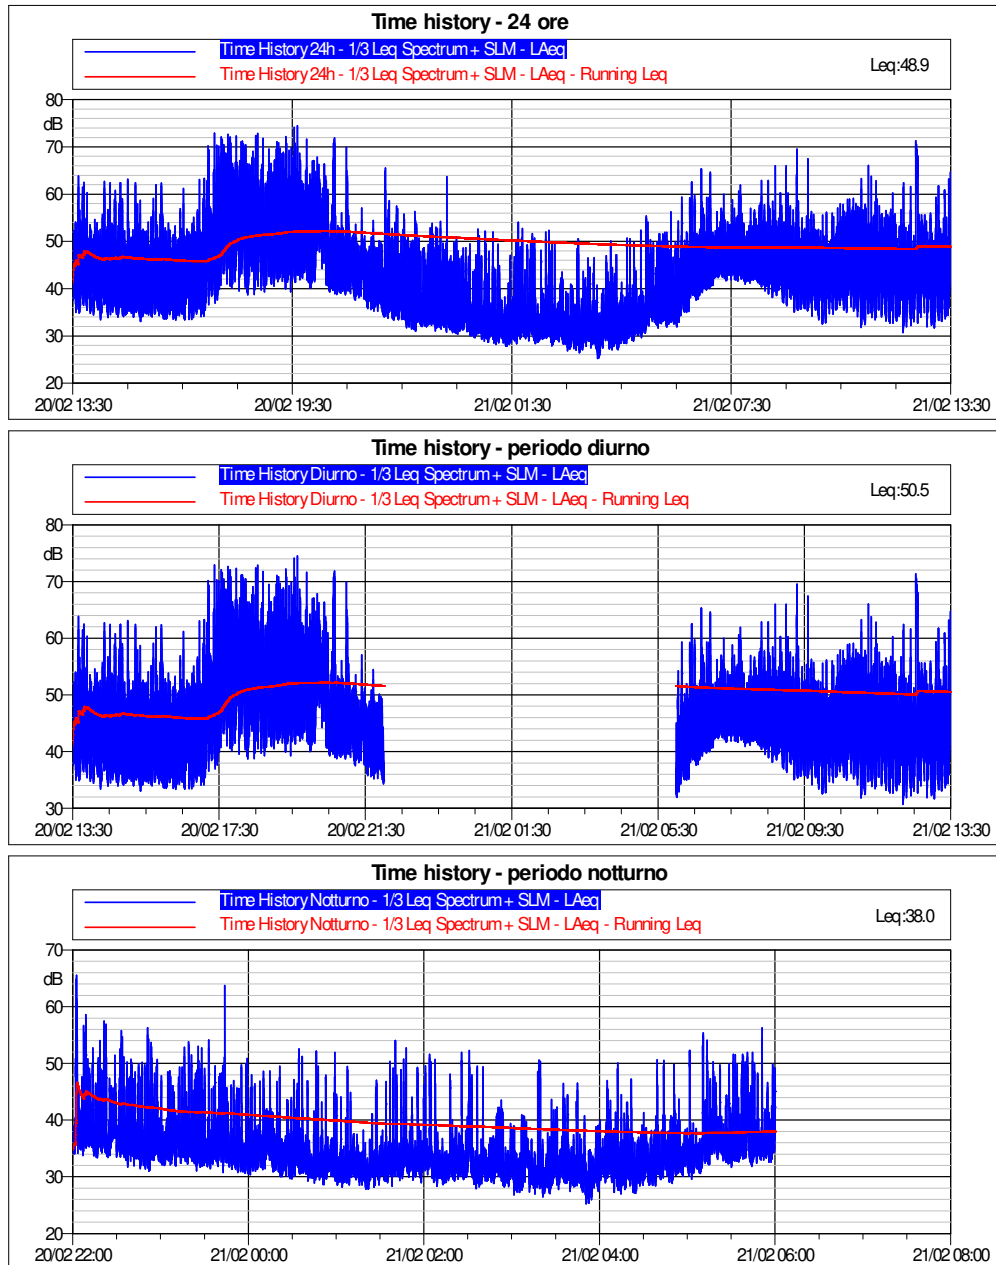 Time history - 24 ore
Time History 24h - 1/3 Leq Spectrum + SLM - LAeq
Time History 24h - 1/3 Leq Spectrum + SLM - LAeq - Running Leq
Leq:48.9
80
dB
70
60
50
40
30
20
20/02 13:30 20/02 19:30 21/02 01:30 21/02 07:30 21/02 13:30
Time history - periodo diurno
Time History Diurno - 1/3 Leq Spectrum + SLM - LAeq
Time History Diurno - 1/3 Leq Spectrum + SLM - LAeq - Running Leq
Leq:50.5
80
dB
70
60
50
40
30
20/02 13:30 20/02 17:30 20/02 21:30 21/02 01:30 21/02 05:30 21/02 09:30 21/02 13:30
Time history - periodo notturno
Time History Notturno - 1/3 Leq Spectrum + SLM - LAeq
Time History Notturno - 1/3 Leq Spectrum + SLM - LAeq - Running Leq
Leq:38.0
70
dB
60
50
40
30
20
20/02 22:00 21/02 00:00 21/02 02:00 21/02 04:00 21/02 06:00 21/02 08:00